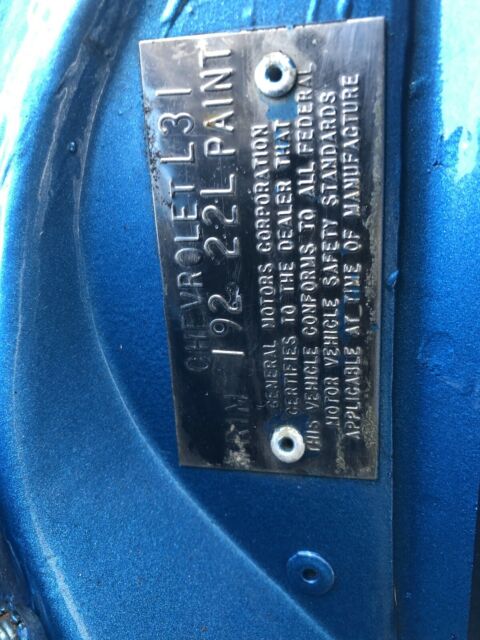 CHEVROLET L31
TRIM 192 22L PAINT
GENERAL MOTORS CORPORATION
CERTIFIES TO THE DEALER THAT
THIS VEHICLE CONFORMS TO ALL FEDERAL
MOTOR VEHICLE SAFETY STANDARDS
APPLICABLE AT TIME OF MANUFACTURE